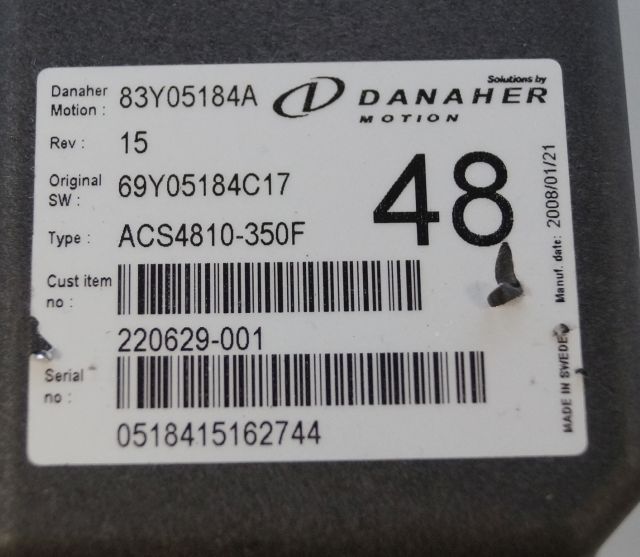 Danaher Motion : 83Y05184A
Solutions by
DANAHER
MOTION
Rev : 15
Original SW : 69Y05184C17
48
Type : ACS4810-350F
Cust item no :
220629-001
Serial no :
0518415162744
Manuf. date: 2008/01/21
MADE IN SWEDEN